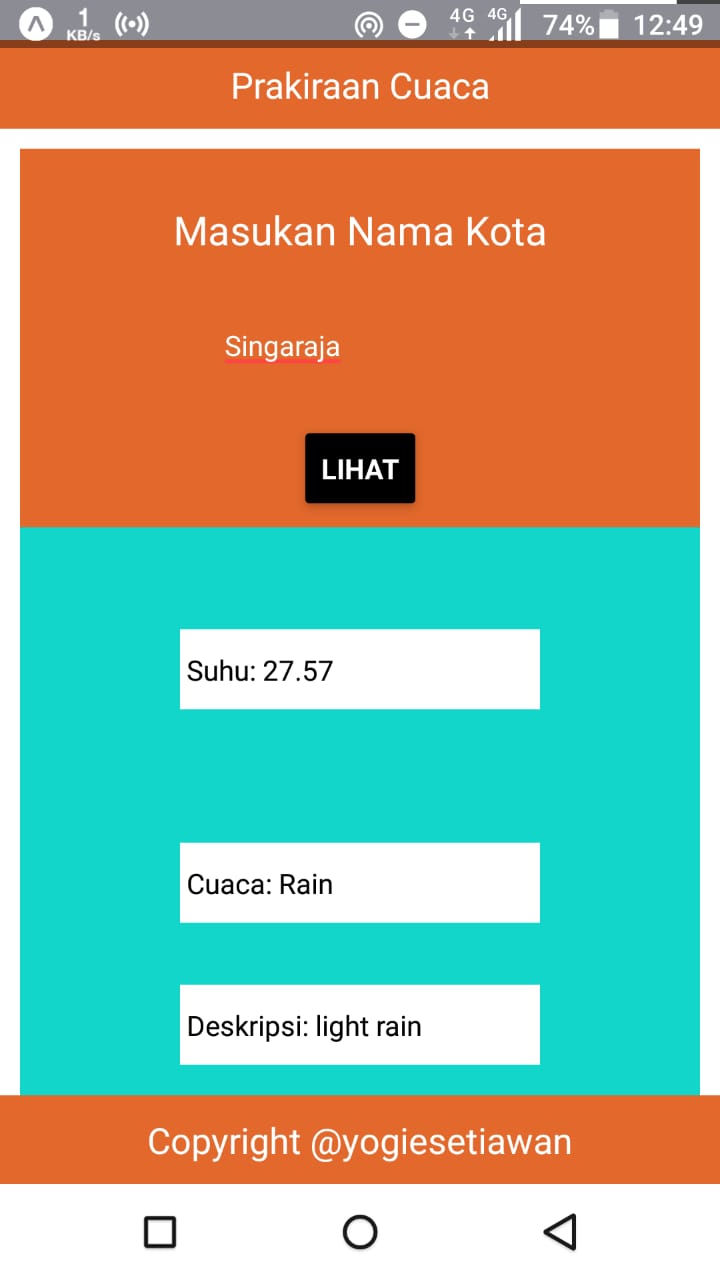 1
KB/s
4G 4G 74% 12:49
Prakiraan Cuaca
Masukan Nama Kota
Singaraja
LIHAT
Suhu: 27.57
Cuaca: Rain
Deskripsi: light rain
Copyright @yogiesetiawan